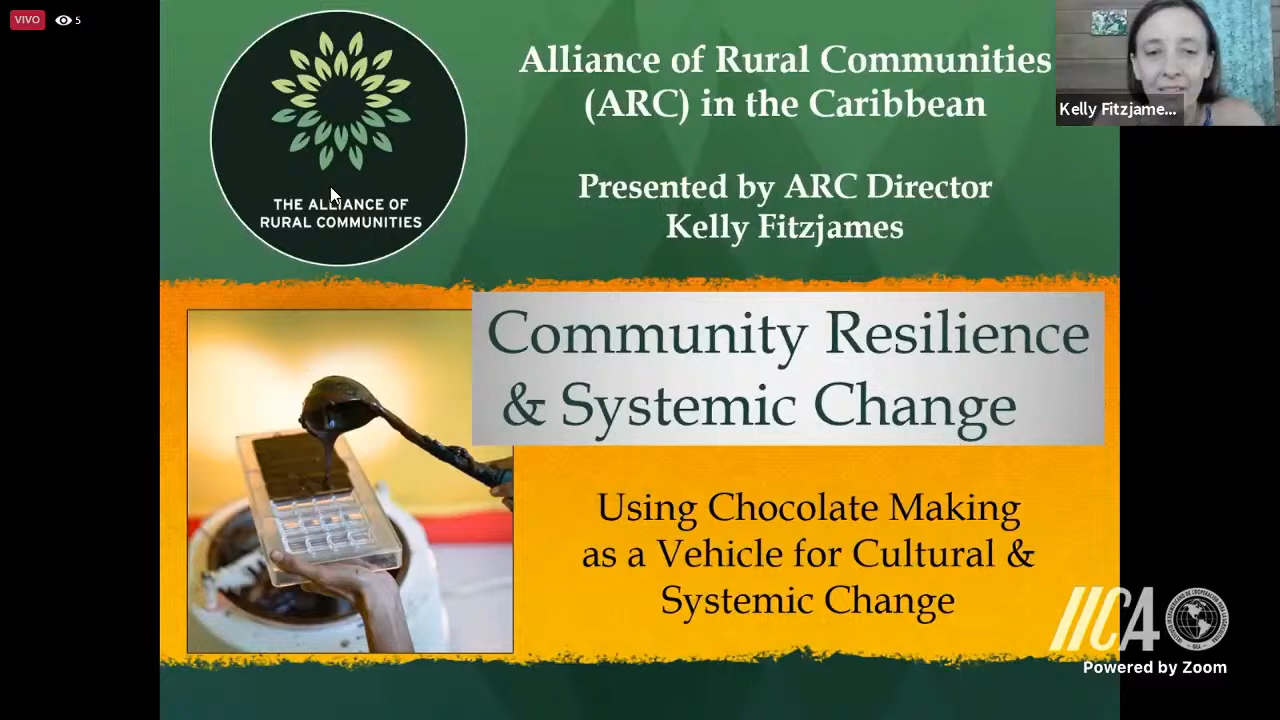 VIVO
5
THE ALLIANCE OF
RURAL COMMUNITIES
Alliance of Rural Communities
(ARC) in the Caribbean
Presented by ARC Director
Kelly Fitzjames
Kelly Fitzjame...
Community Resilience
& Systemic Change
Using Chocolate Making
as a Vehicle for Cultural &
Systemic Change
IICA
Powered by Zoom